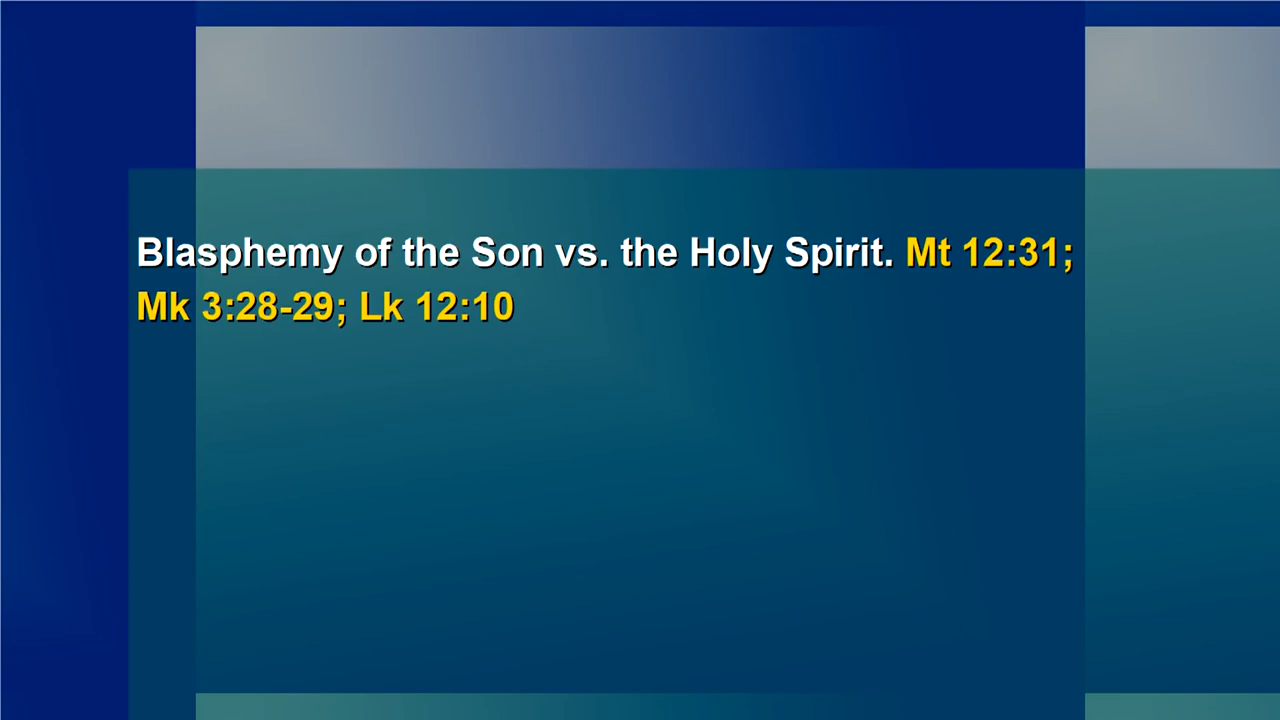 Blasphemy of the Son vs. the Holy Spirit. Mt 12:31;
Mk 3:28-29; Lk 12:10